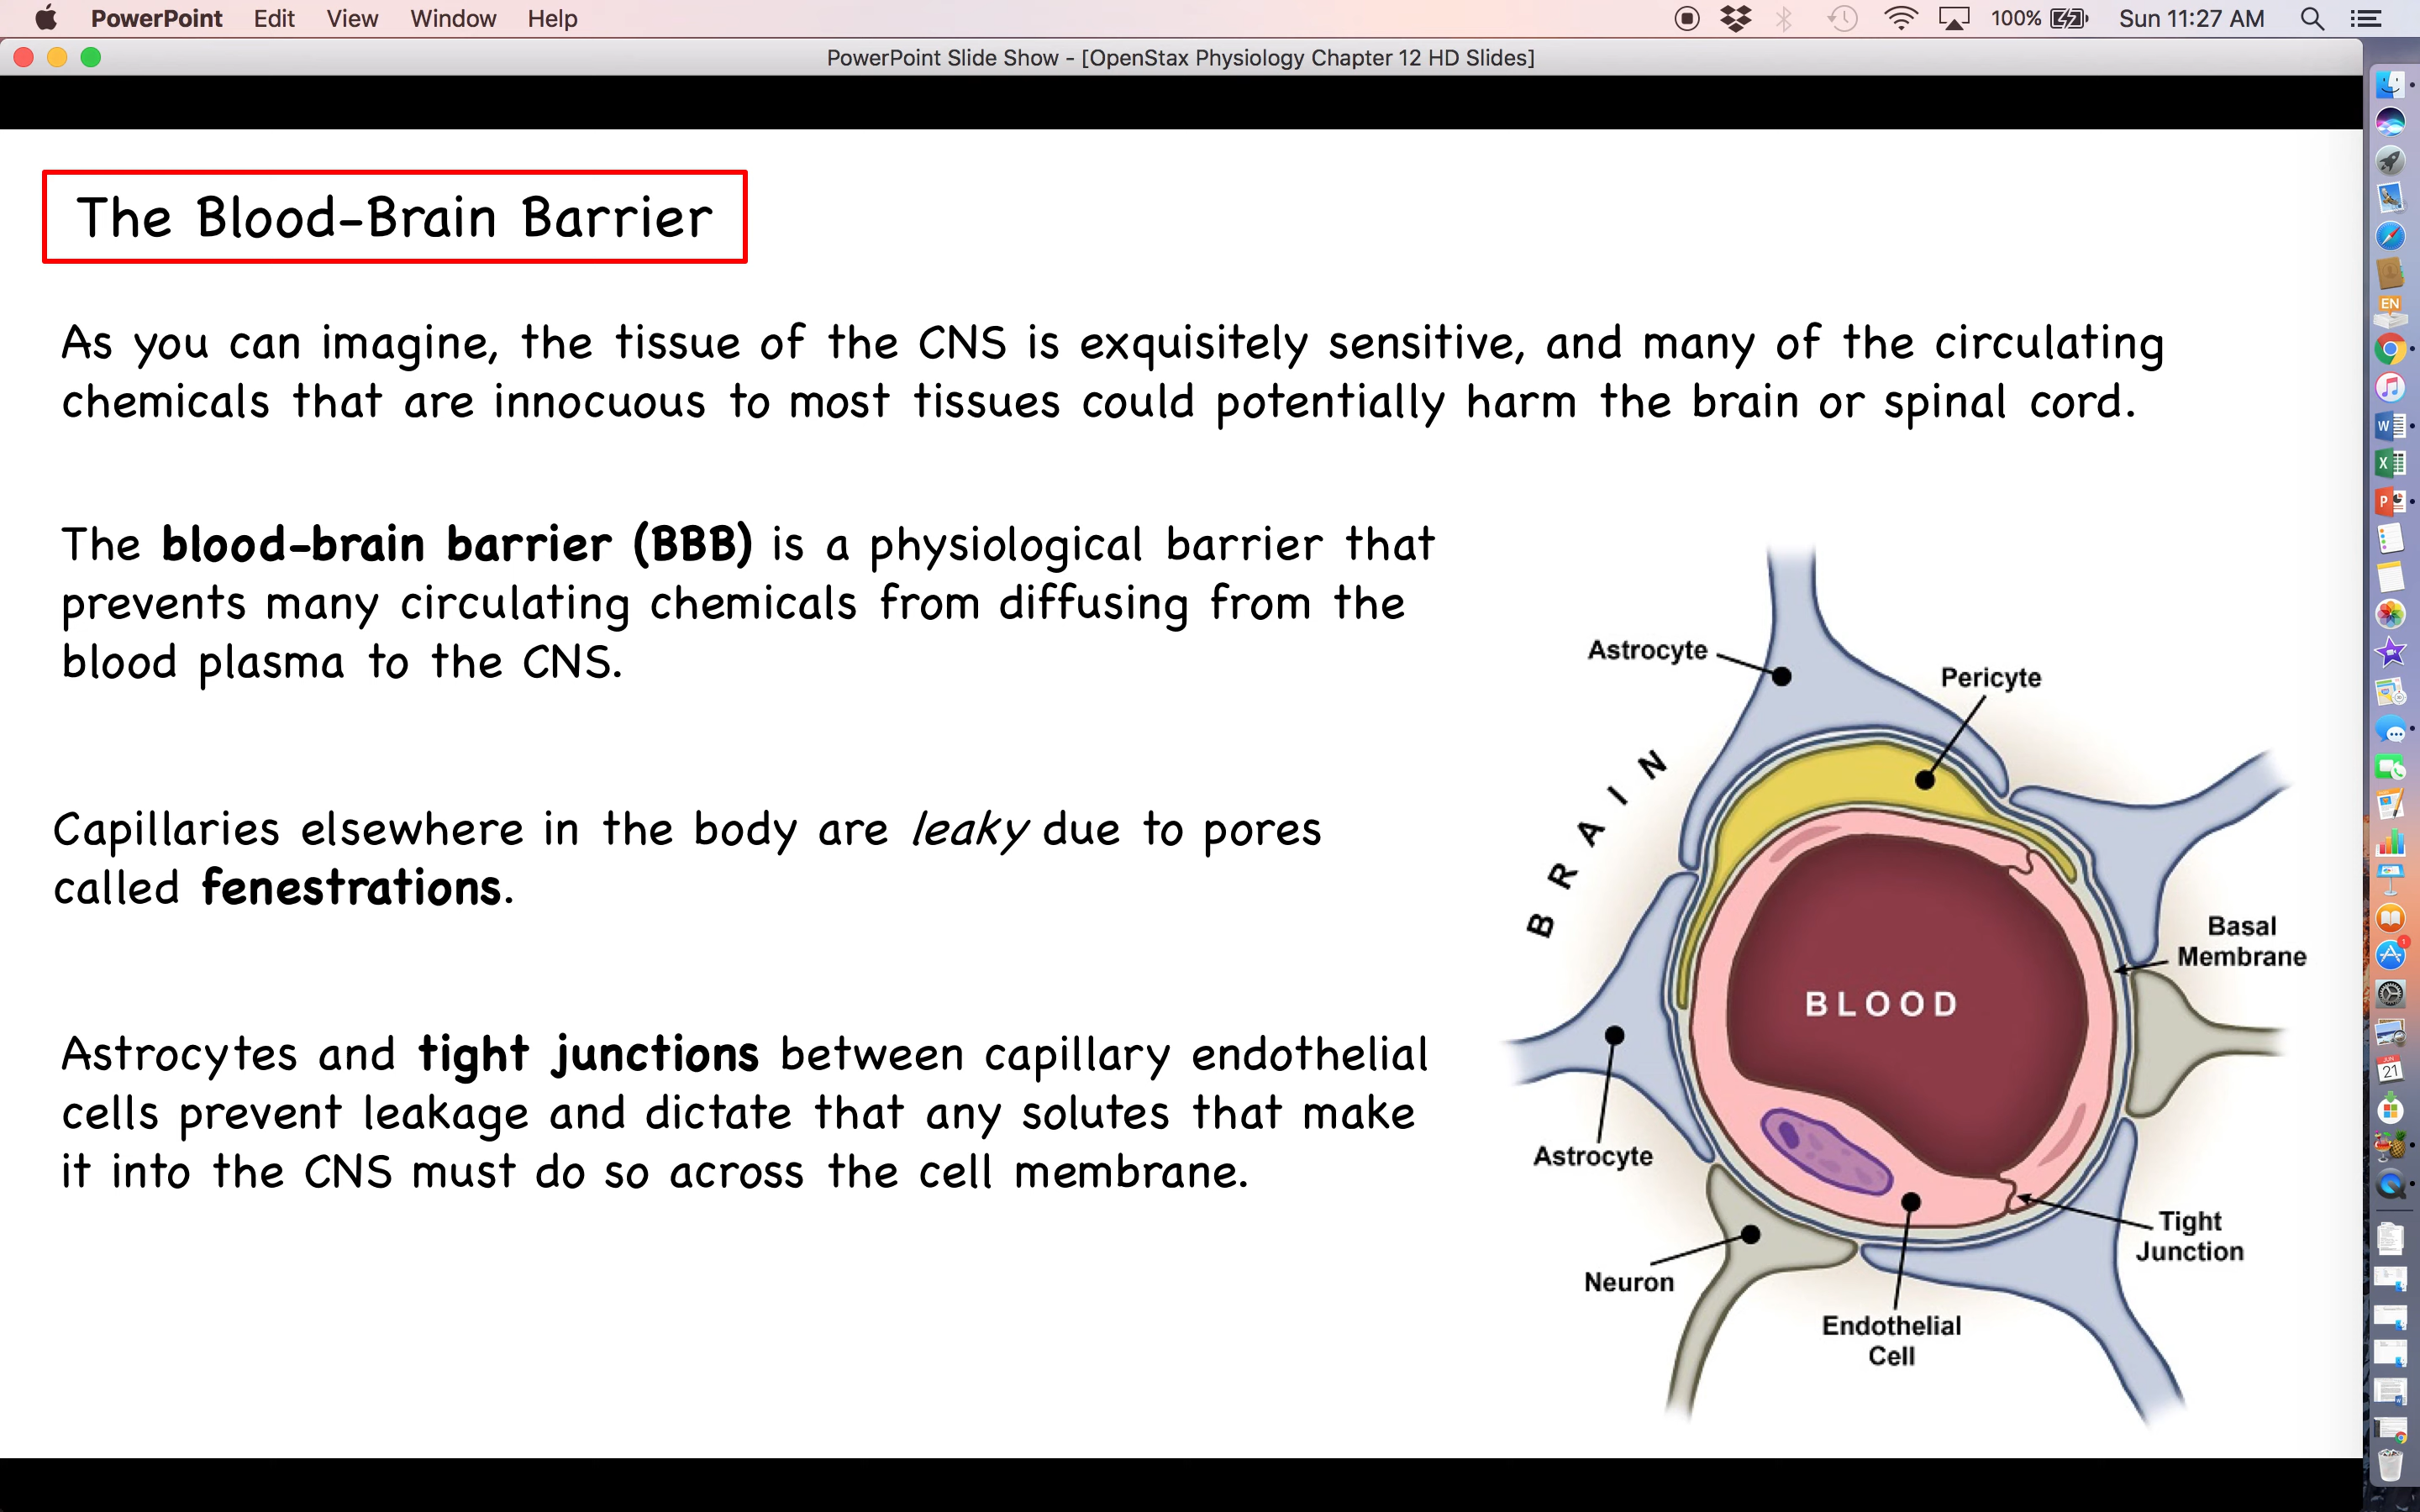 PowerPoint Edit View Window Help 100% Sun 11:27 AM
PowerPoint Slide Show - [OpenStax Physiology Chapter 12 HD Slides]
The Blood-Brain Barrier
As you can imagine, the tissue of the CNS is exquisitely sensitive, and many of the circulating
chemicals that are innocuous to most tissues could potentially harm the brain or spinal cord.
The blood-brain barrier (BBB) is a physiological barrier that
prevents many circulating chemicals from diffusing from the
blood plasma to the CNS.
Capillaries elsewhere in the body are leaky due to pores
called fenestrations.
Astrocytes and tight junctions between capillary endothelial
cells prevent leakage and dictate that any solutes that make
it into the CNS must do so across the cell membrane.
Astrocyte
Pericyte
BRAIN
Basal
Membrane
BLOOD
Astrocyte
Tight
Junction
Neuron
Endothelial
Cell
EN
W
X
P
1
JUN
21